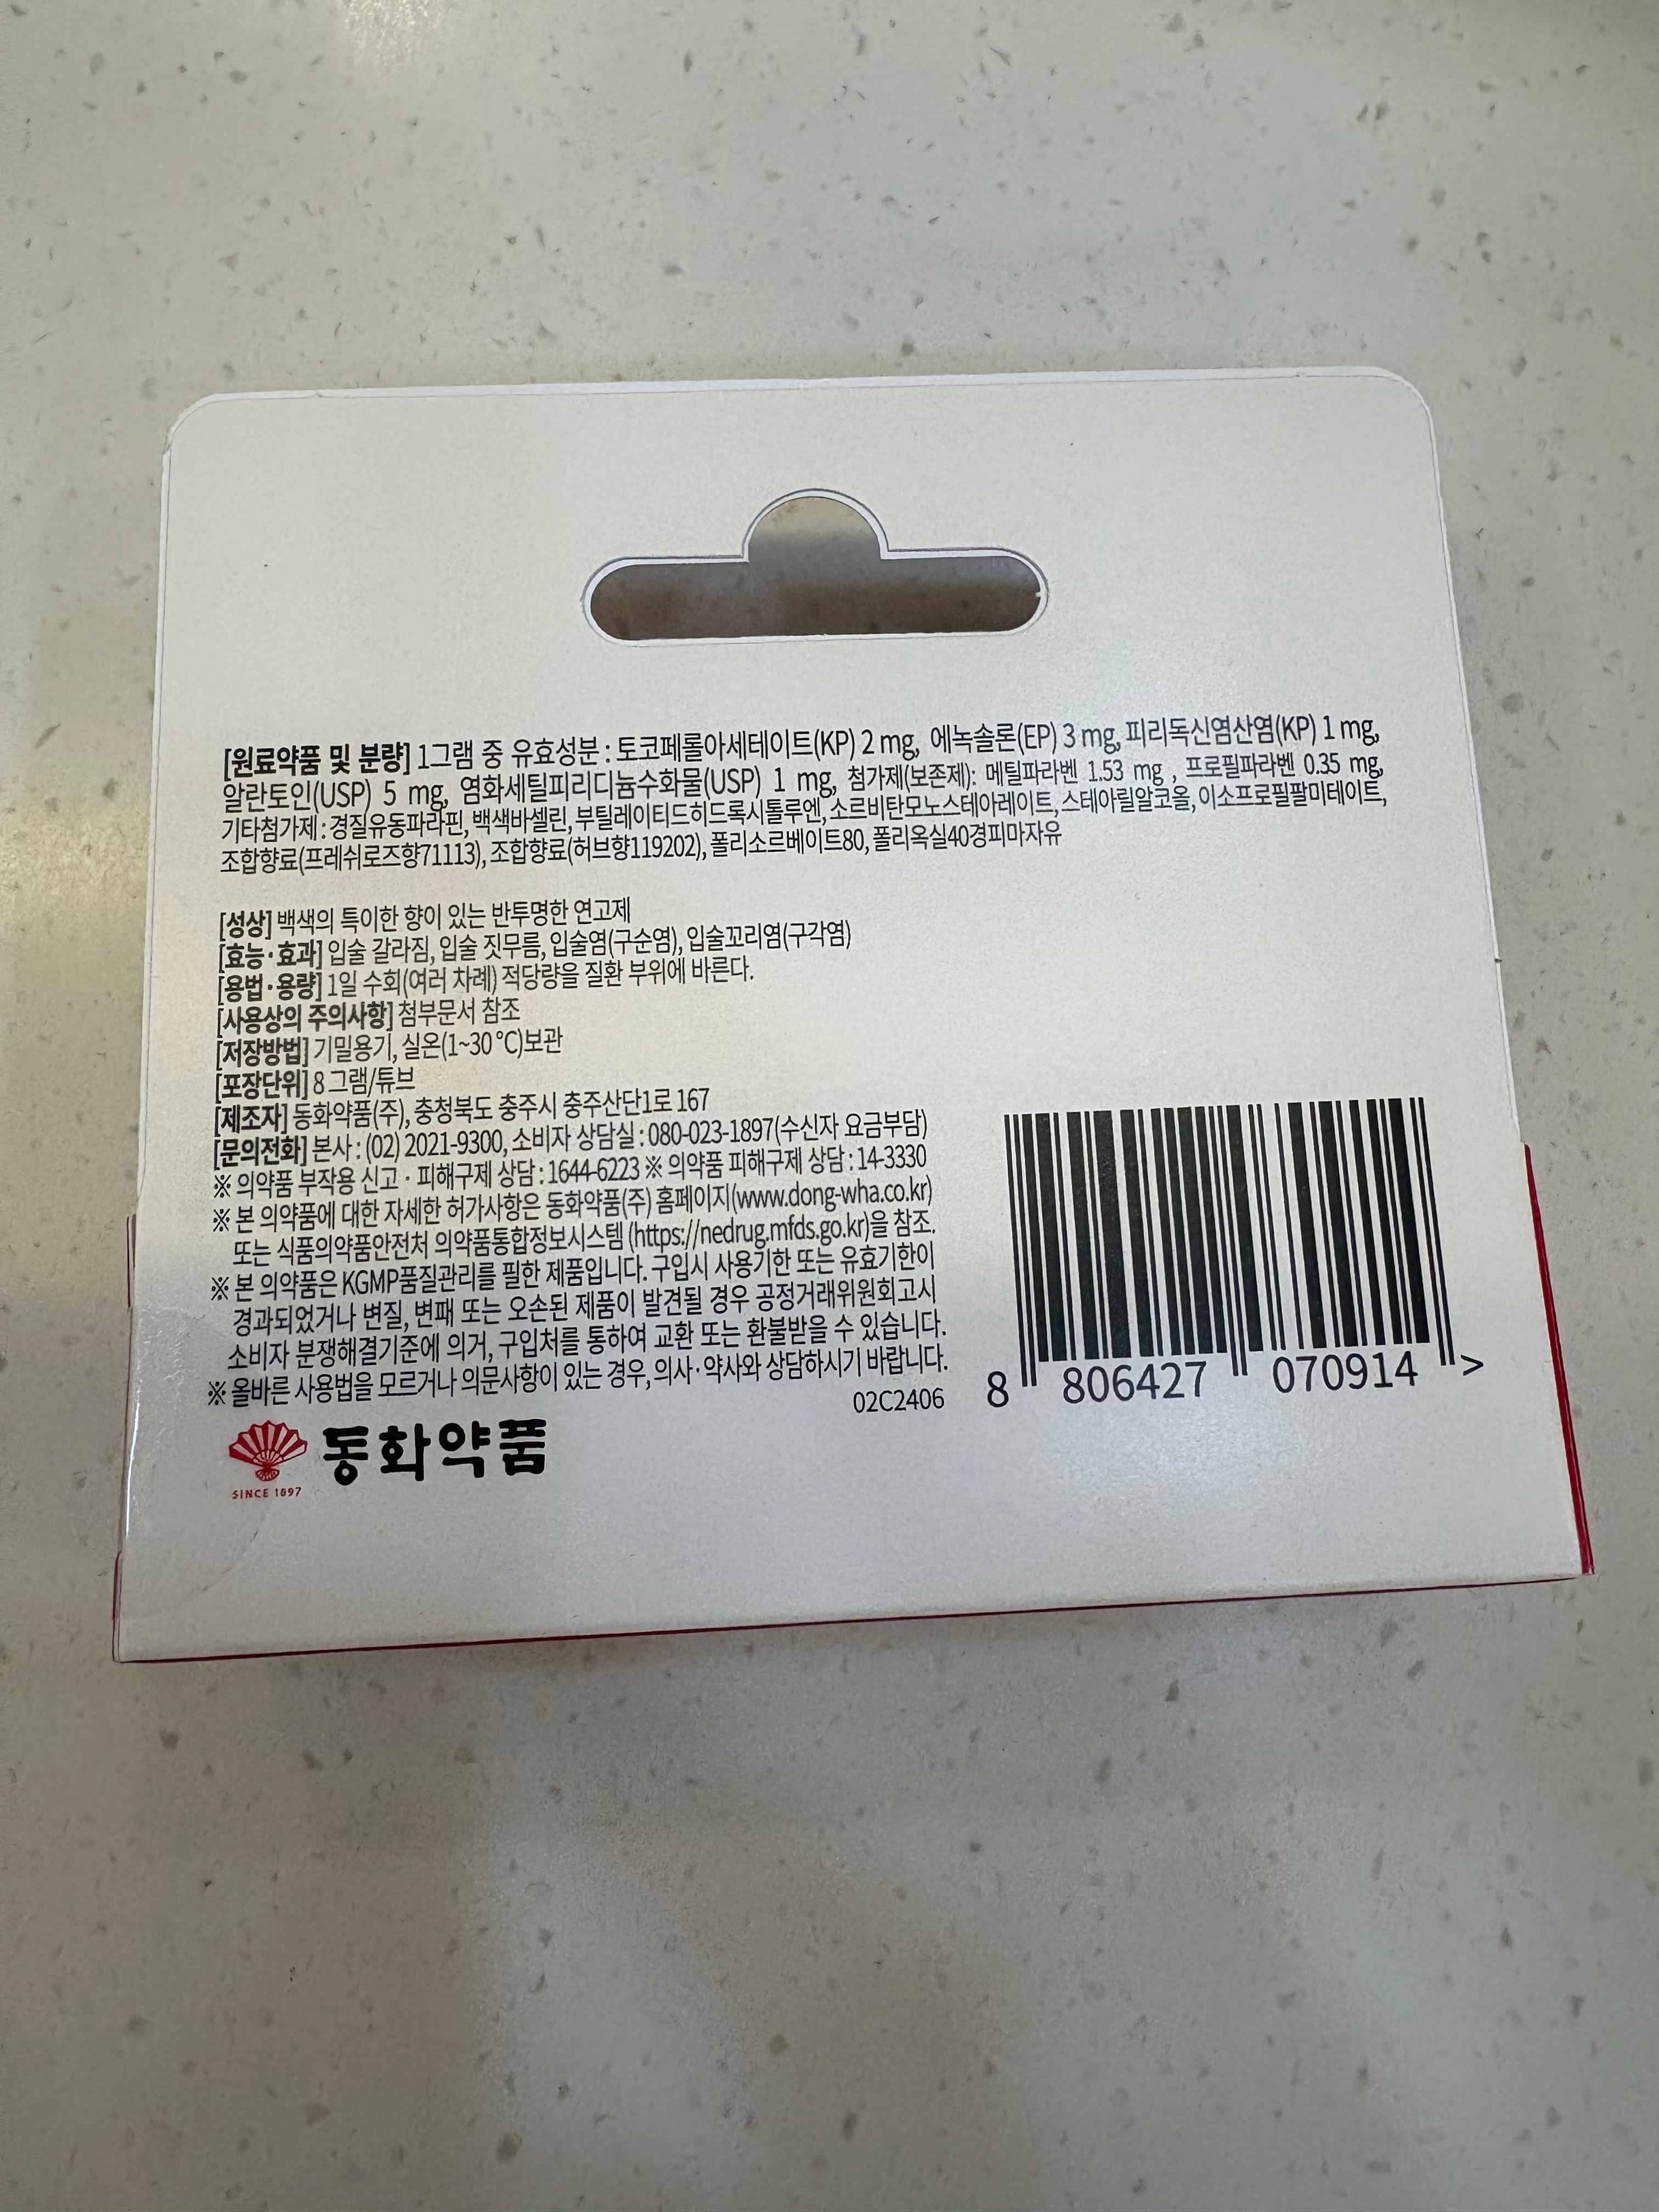 [원료약품 및 분량] 1그램 중 유효성분 : 토코페롤아세테이트(KP) 2 mg, 에녹솔론(EP) 3 mg, 피리독신염산염(KP) 1 mg,
알란토인(USP) 5 mg, 염화세틸피리디늄수화물(USP) 1 mg, 첨가제(보존제): 메틸파라벤 1.53 mg , 프로필파라벤 0.35 mg,
기타첨가제 : 경질유동파라핀, 백색바셀린, 부틸레이티드히드록시톨루엔, 소르비탄모노스테아레이트, 스테아릴알코올, 이소프로필팔미테이트,
조합향료(프레쉬로즈향71113), 조합향료(허브향119202), 폴리소르베이트80, 폴리옥실40경피마자유
[성상] 백색의 특이한 향이 있는 반투명한 연고제
[효능·효과] 입술 갈라짐, 입술 짓무름, 입술염(구순염), 입술꼬리염(구각염)
[용법·용량] 1일 수회(여러 차례) 적당량을 질환 부위에 바른다.
[사용상의 주의사항] 첨부문서 참조
[저장방법] 기밀용기, 실온(1~30 ℃)보관
[포장단위] 8 그램/튜브
[제조자] 동화약품(주), 충청북도 충주시 충주산단1로 167
[문의전화] 본사 : (02) 2021-9300, 소비자 상담실 : 080-023-1897(수신자 요금부담)
※ 의약품 부작용 신고 · 피해구제 상담 : 1644-6223 ※ 의약품 피해구제 상담 : 14-3330
※ 본 의약품에 대한 자세한 허가사항은 동화약품(주) 홈페이지(www.dong-wha.co.kr)
또는 식품의약품안전처 의약품통합정보시스템 (https://nedrug.mfds.go.kr)을 참조.
※ 본 의약품은 KGMP품질관리를 필한 제품입니다. 구입시 사용기한 또는 유효기한이
경과되었거나 변질, 변패 또는 오손된 제품이 발견될 경우 공정거래위원회고시
소비자 분쟁해결기준에 의거, 구입처를 통하여 교환 또는 환불받을 수 있습니다.
※ 올바른 사용법을 모르거나 의문사항이 있는 경우, 의사·약사와 상담하시기 바랍니다.
02C2406
8 806427 070914 >
동화약품
SINCE 1897